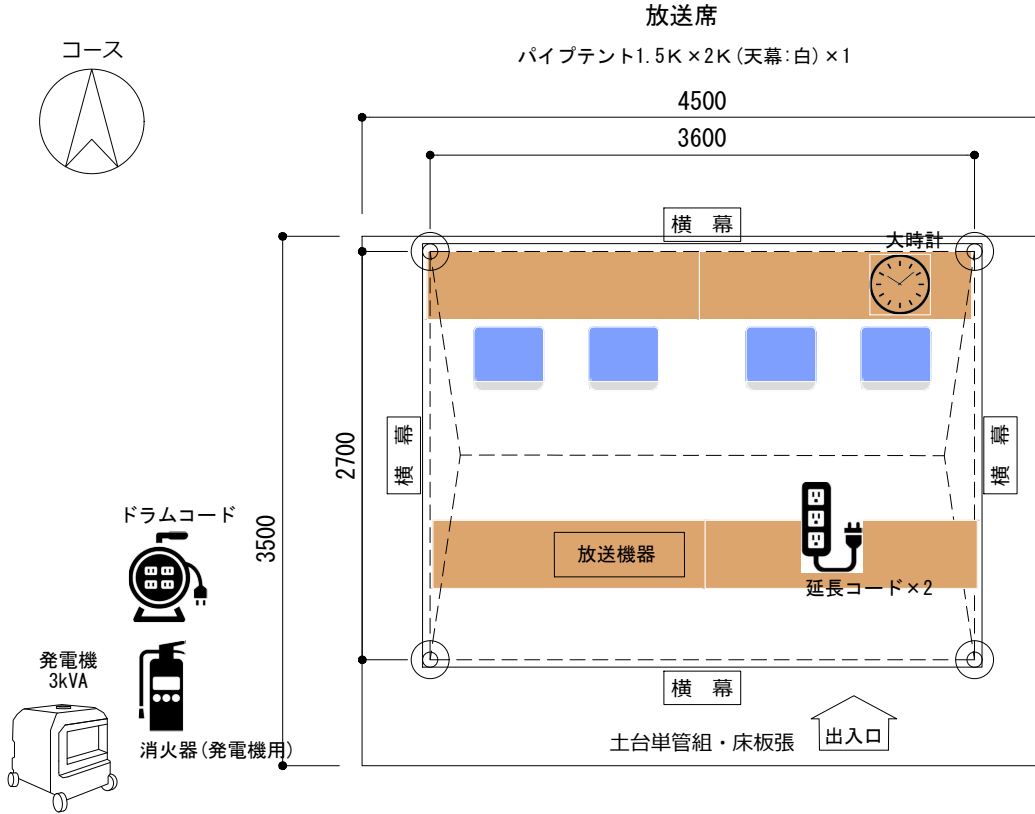 放送席
パイプテント1.5K×2K(天幕:白)×1
コース
4500
3600
横　幕
大時計
横　幕
横　幕
2700
3500
ドラムコード
放送機器
延長コード×2
発電機
3kVA
消火器(発電機用)
横　幕
土台単管組・床板張
出入口